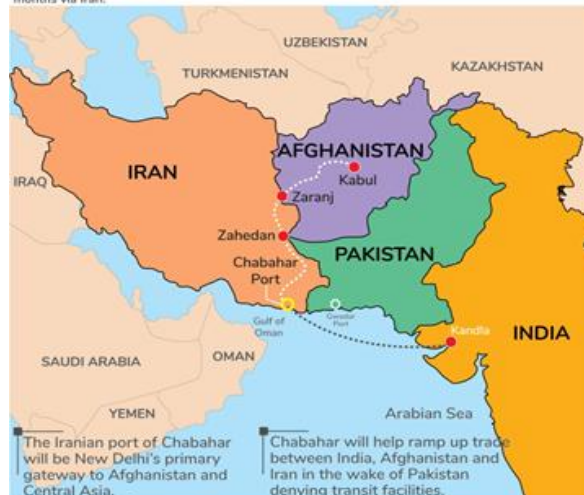 months via Iran.
UZBEKISTAN
KAZAKHSTAN
TURKMENISTAN
AFGHANISTAN
IRAN
Kabul
IRAQ
Zaranj
Zahedan
PAKISTAN
Chabahar
Port
Gulf of
Oman
Gwadar
Port
Kandla
INDIA
SAUDI ARABIA
OMAN
YEMEN
Arabian Sea
The Iranian port of Chabahar
will be New Delhi's primary
gateway to Afghanistan and
Central Asia.
Chabahar will help ramp up trade
between India, Afghanistan and
Iran in the wake of Pakistan
denying transit facilities.